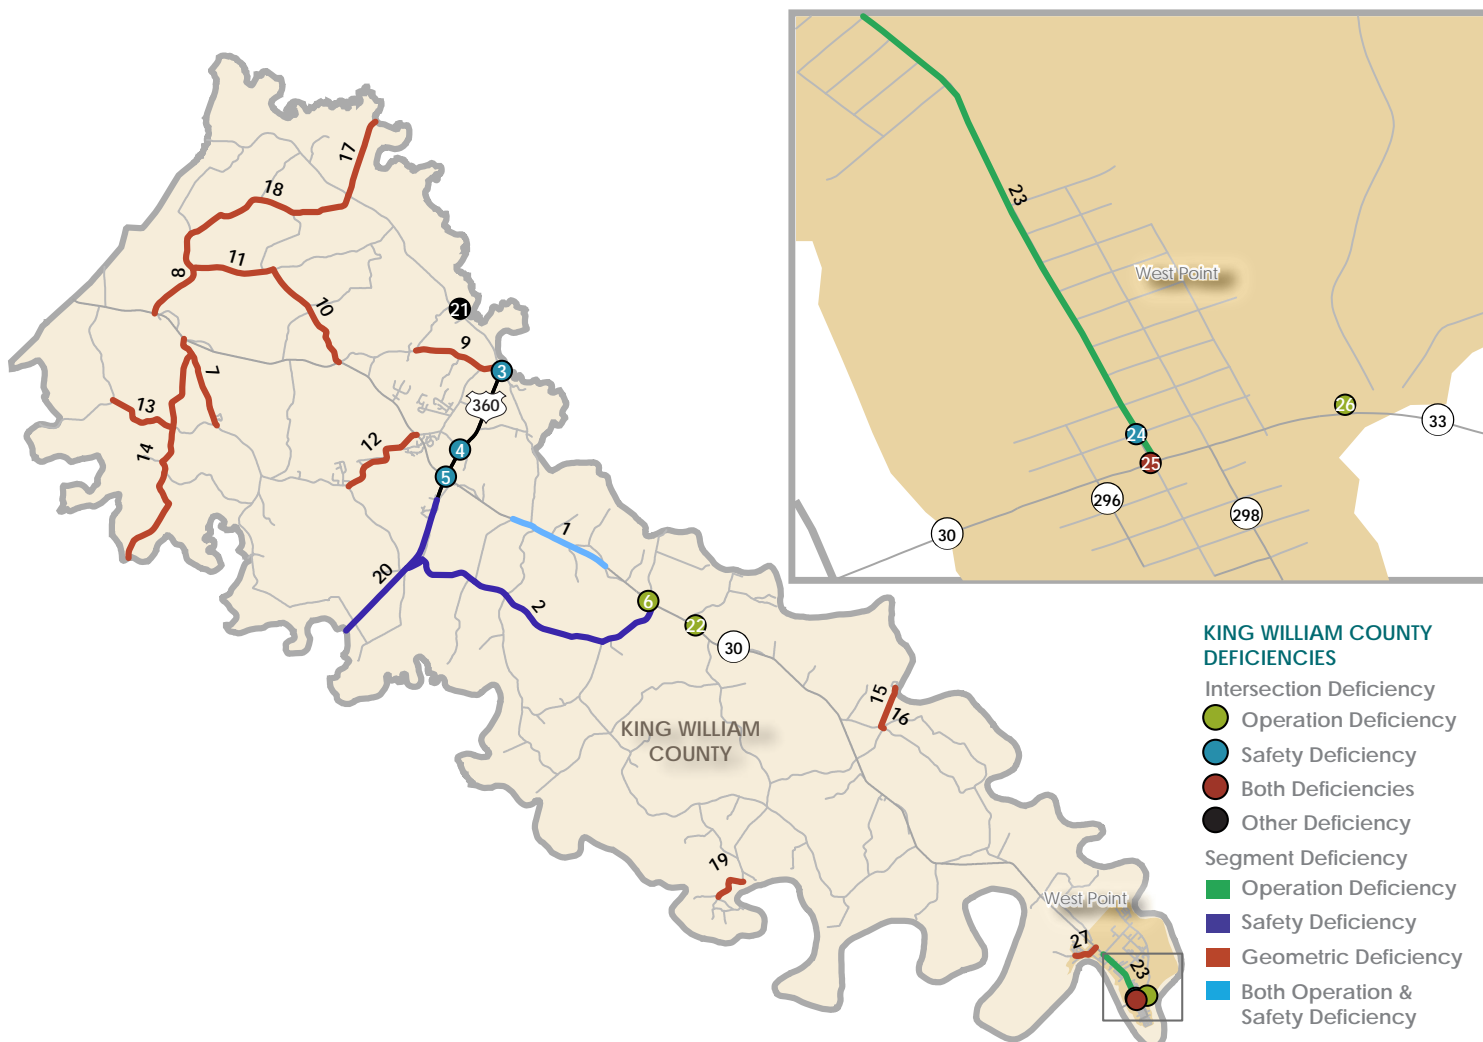 17
18
11
8
10
21
9
3
7
360
13
12
14
4
5
1
20
2
6
22
30
15
16
KING WILLIAM
COUNTY
19
West Point
27
23
23
West Point
24
25
26
33
296
298
30
KING WILLIAM COUNTY
DEFICIENCIES
Intersection Deficiency
Operation Deficiency
Safety Deficiency
Both Deficiencies
Other Deficiency
Segment Deficiency
Operation Deficiency
Safety Deficiency
Geometric Deficiency
Both Operation &
Safety Deficiency